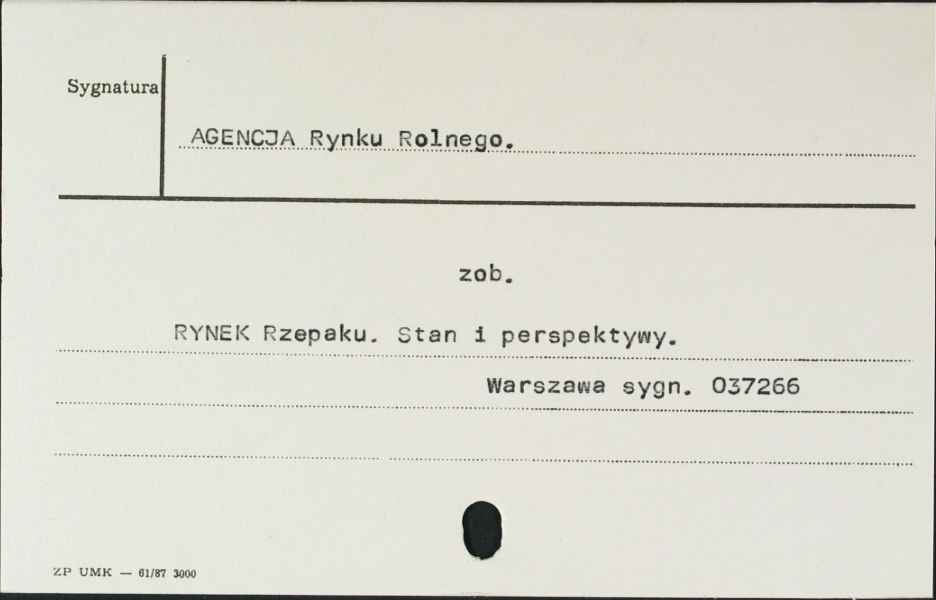 Sygnatura
AGENCJA Rynku Rolnego.
zob.
RYNEK Rzepaku. Stan i perspektywy.
Warszawa sygn. 037266
ZP UMK — 61/87 3000